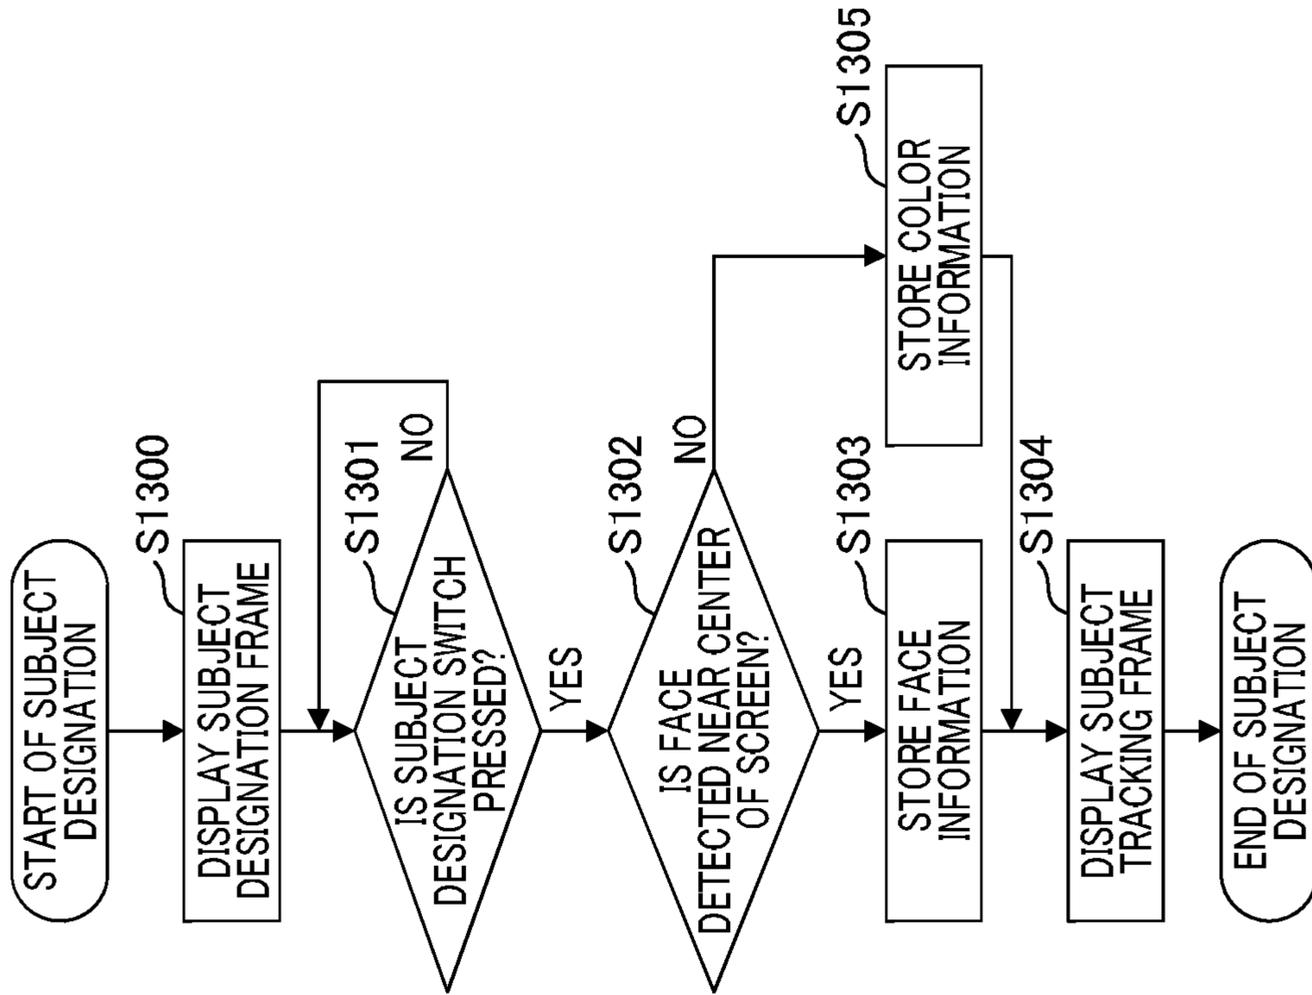 START OF SUBJECT
DESIGNATION
S1300
DISPLAY SUBJECT
DESIGNATION FRAME
S1301
IS SUBJECT
DESIGNATION SWITCH
PRESSED?
NO
YES
S1302
IS FACE
DETECTED NEAR CENTER
OF SCREEN?
NO
YES
S1303
STORE FACE
INFORMATION
S1305
STORE COLOR
INFORMATION
S1304
DISPLAY SUBJECT
TRACKING FRAME
END OF SUBJECT
DESIGNATION